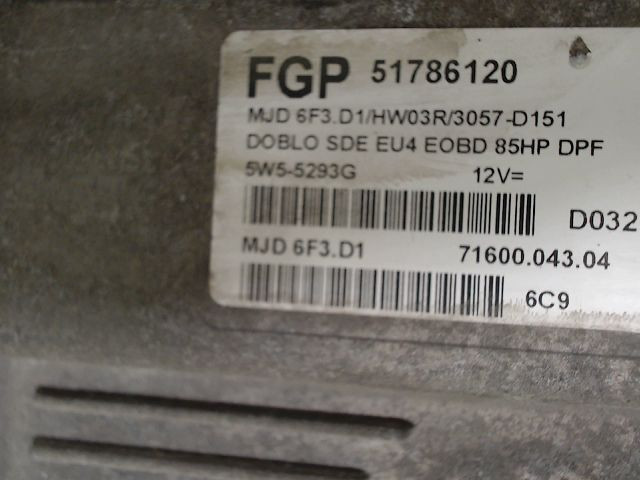 FGP 51786120
MJD 6F3.D1/HW03R/3057-D151
DOBLO SDE EU4 EOBD 85HP DPF
5W5-5293G 12V=
D032
MJD 6F3.D1 71600.043.04
6C9